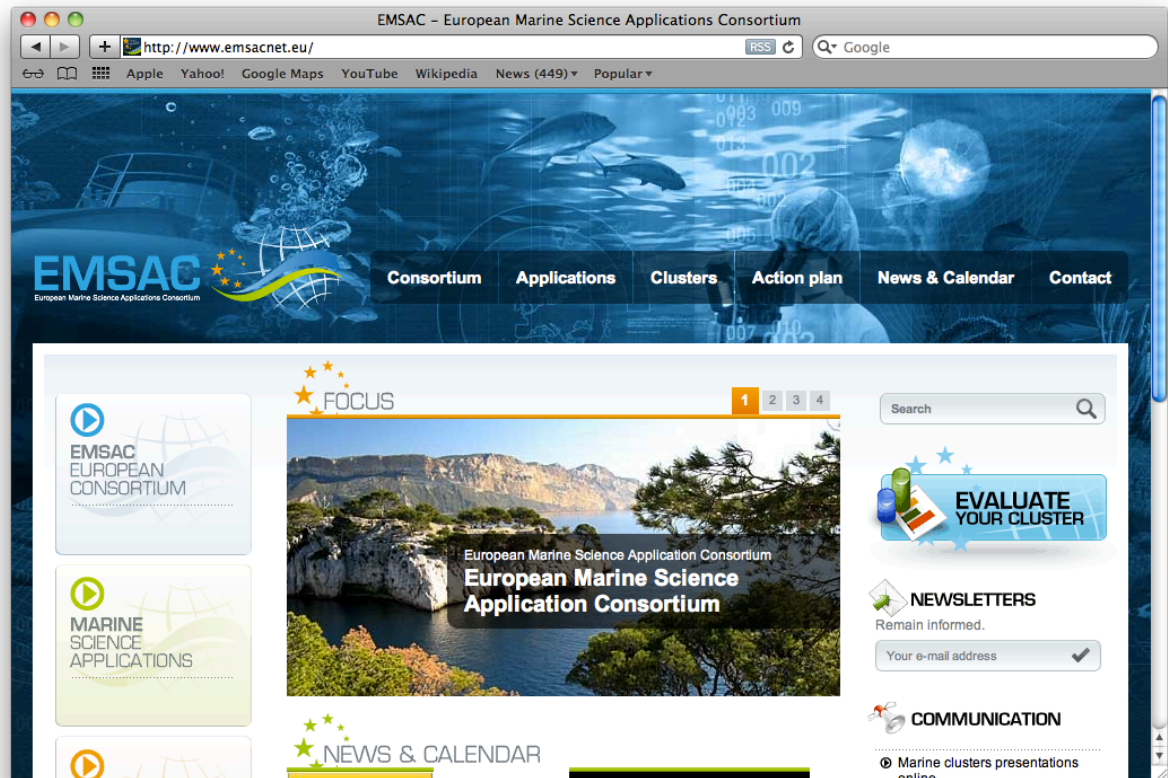 EMSAC – European Marine Science Applications Consortium
http://www.emsacnet.eu/
RSS
Google
Apple Yahoo! Google Maps YouTube Wikipedia News (449) Popular
009
002
EMSAC
European Marine Science Applications Consortium
Consortium Applications Clusters Action plan News & Calendar Contact
FOCUS
1 2 3 4
Search
EMSAC
EUROPEAN
CONSORTIUM
MARINE
SCIENCE
APPLICATIONS
European Marine Science Application Consortium
European Marine Science
Application Consortium
EVALUATE
YOUR CLUSTER
NEWSLETTERS
Remain informed.
Your e-mail address
COMMUNICATION
Marine clusters presentations
online
NEWS & CALENDAR